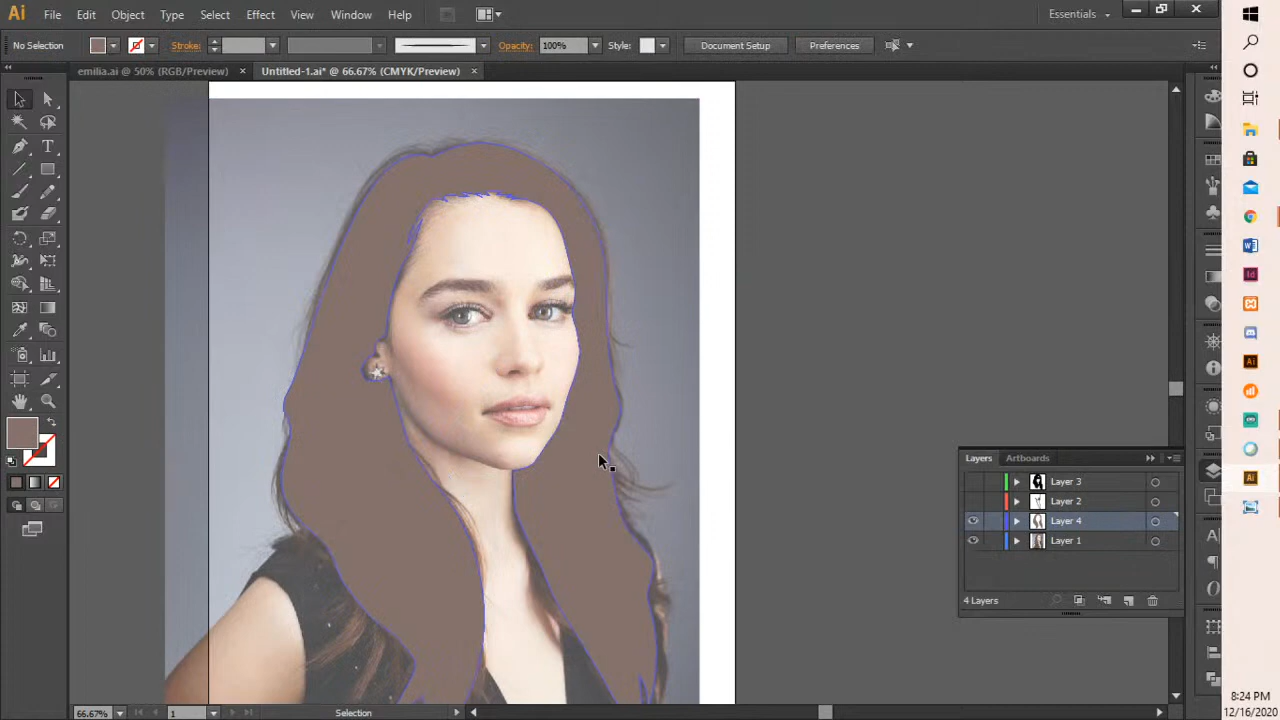 Ai File Edit Object Type Select Effect View Window Help Essentials
No Selection Stroke: Opacity: 100% Style: Document Setup Preferences
emilia.ai @ 50% (RGB/Preview) × Untitled-1.ai* @ 66.67% (CMYK/Preview) ×
Layers Artboards
Layer 3
Layer 2
Layer 4
Layer 1
4 Layers
66.67% 1 Selection
8:24 PM
12/16/2020